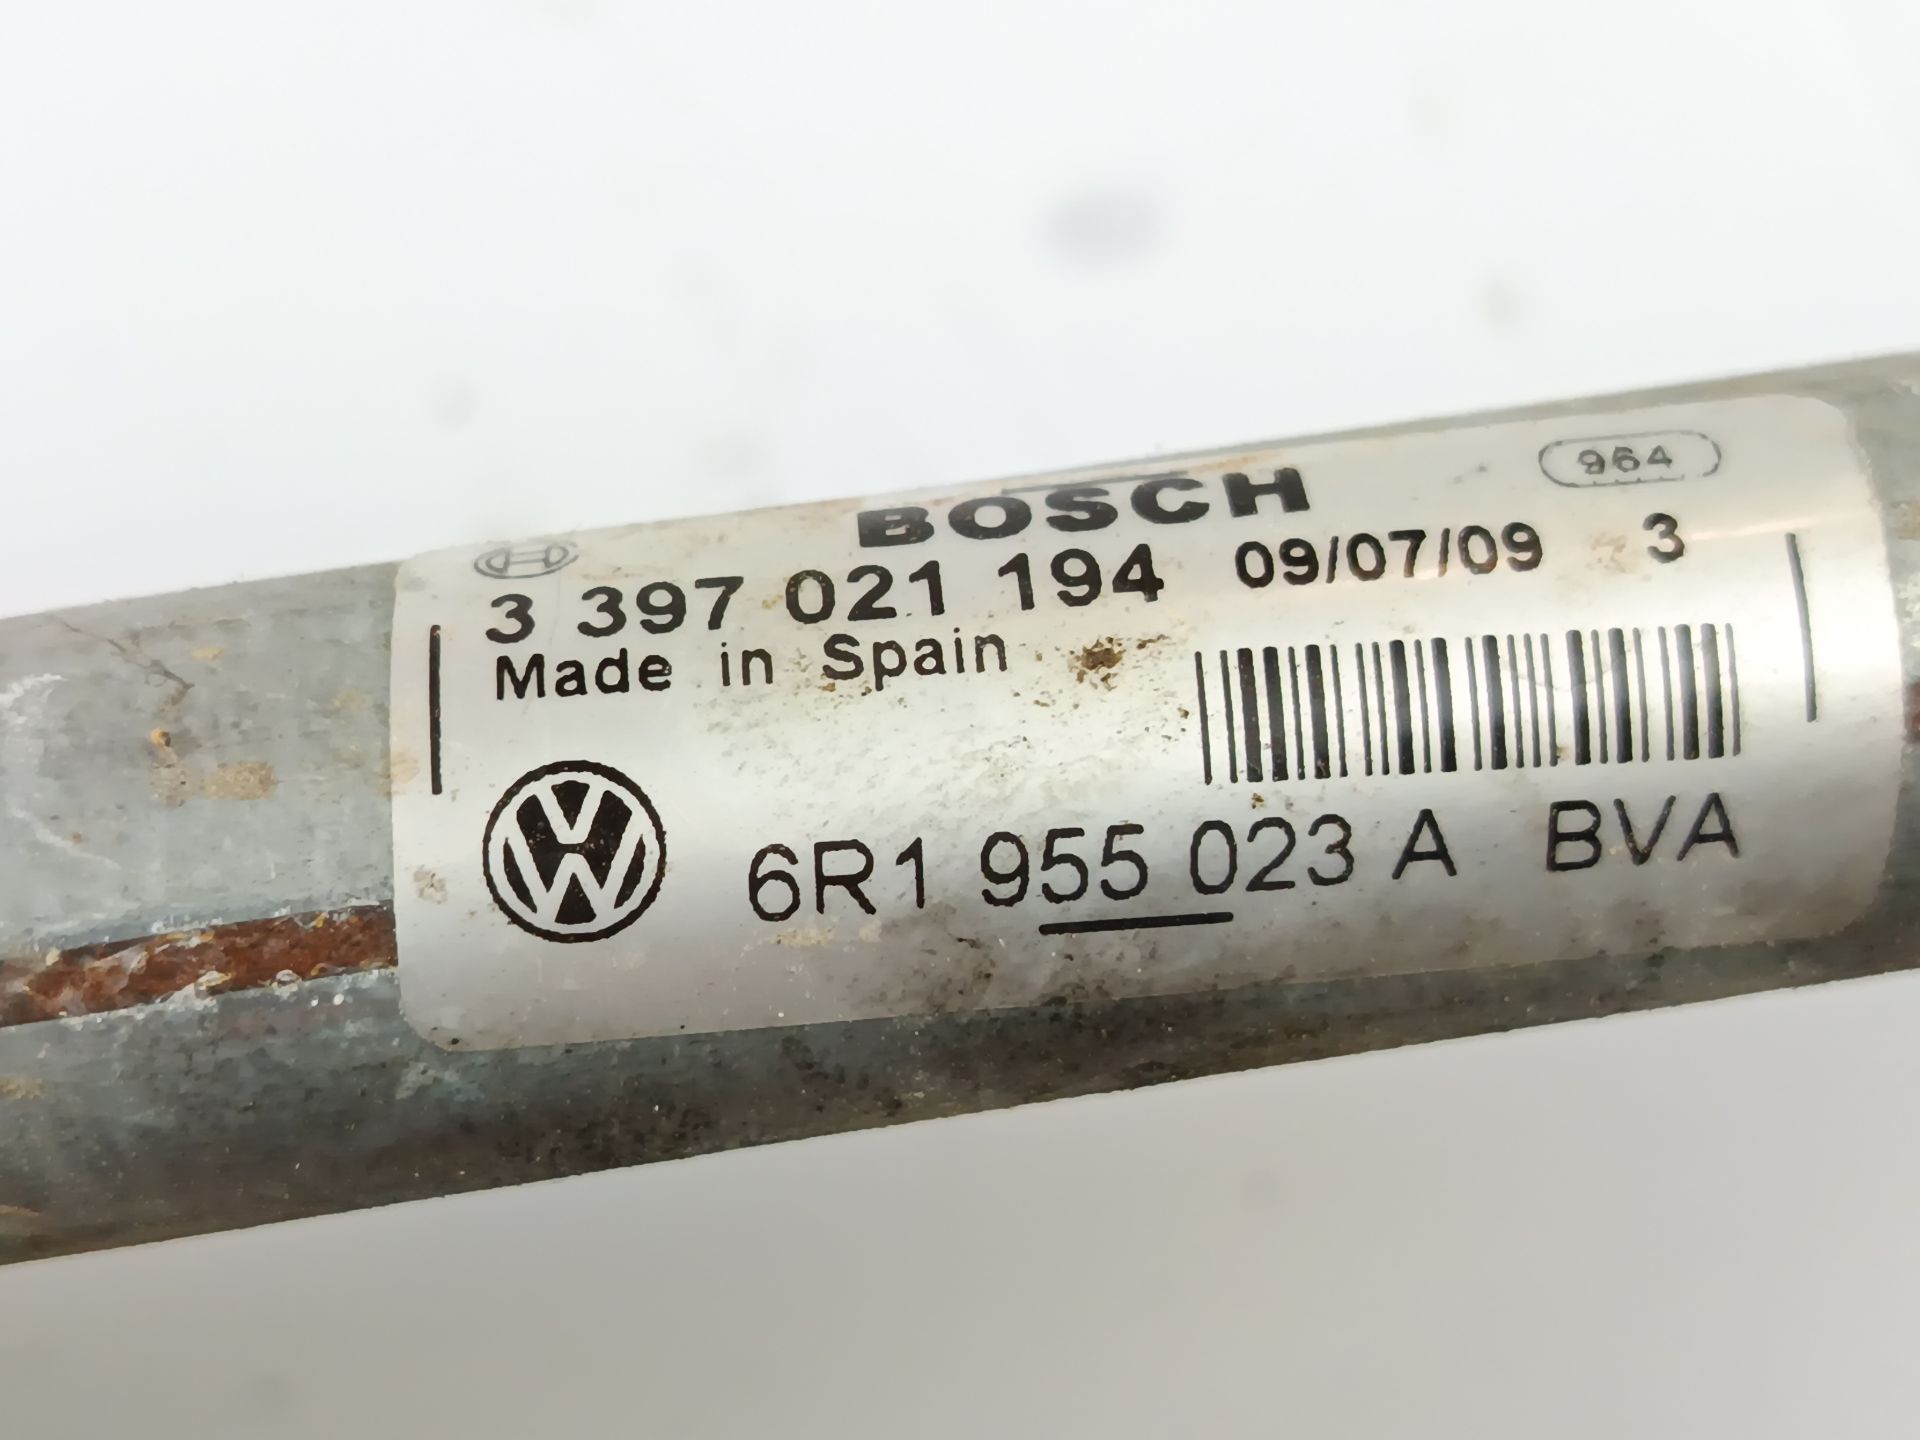 964
BOSCH
3 397 021 194 09/07/09 3
Made in Spain
6R1 955 023 A BVA